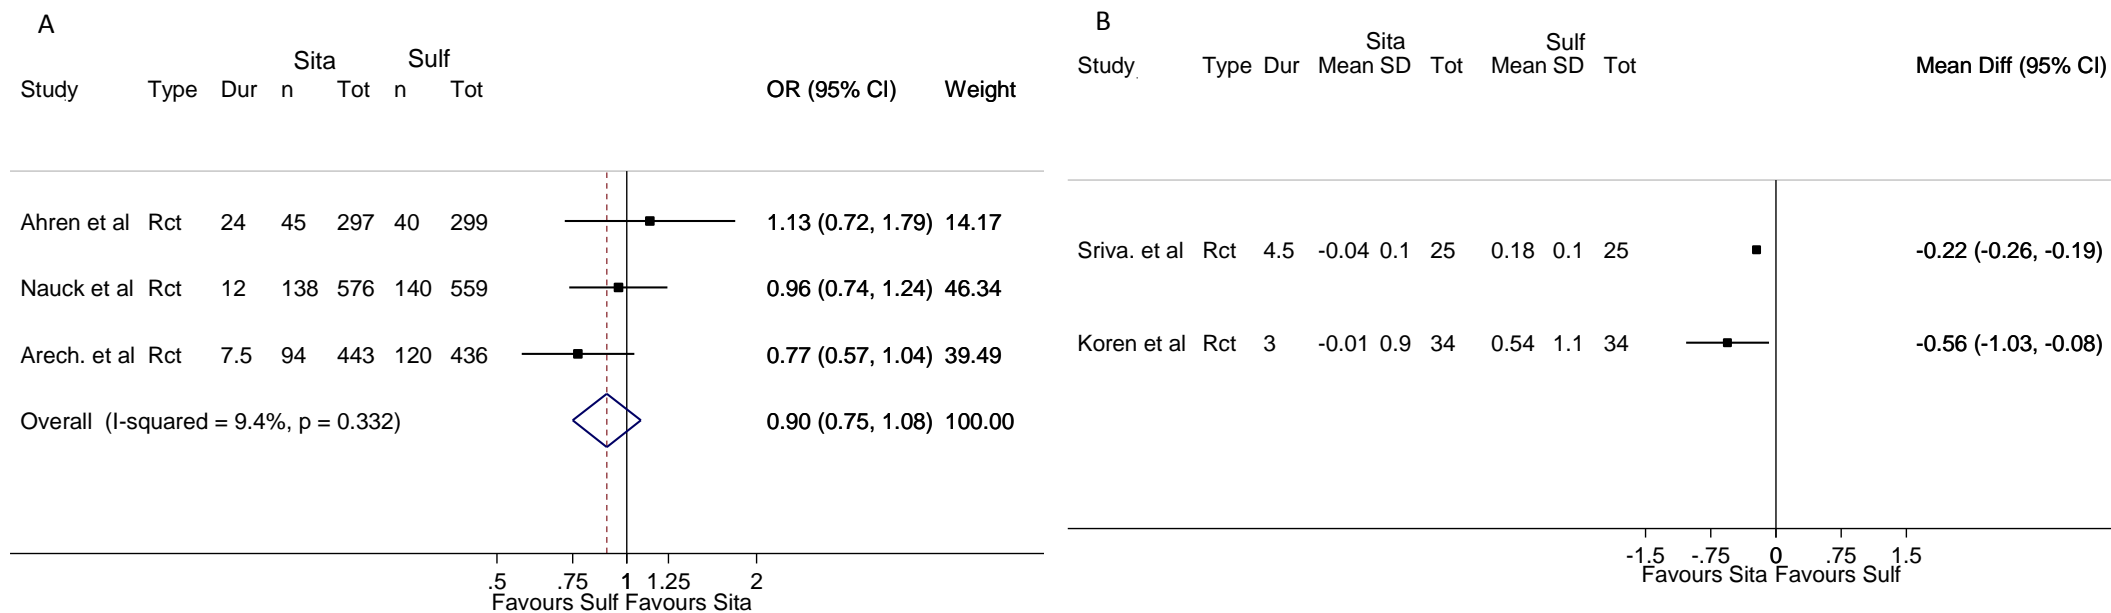 A
Sita Sulf
Study Type Dur n Tot n Tot OR (95% CI) Weight
Ahren et al Rct 24 45 297 40 299 1.13 (0.72, 1.79) 14.17
Nauck et al Rct 12 138 576 140 559 0.96 (0.74, 1.24) 46.34
Arech. et al Rct 7.5 94 443 120 436 0.77 (0.57, 1.04) 39.49
Overall (I-squared = 9.4%, p = 0.332) 0.90 (0.75, 1.08) 100.00
.5 .75 1 1.25 2
Favours Sulf Favours Sita
B
Sita Sulf
Study Type Dur Mean SD Tot Mean SD Tot Mean Diff (95% CI)
Sriva. et al Rct 4.5 -0.04 0.1 25 0.18 0.1 25 -0.22 (-0.26, -0.19)
Koren et al Rct 3 -0.01 0.9 34 0.54 1.1 34 -0.56 (-1.03, -0.08)
-1.5 -.75 0 .75 1.5
Favours Sita Favours Sulf